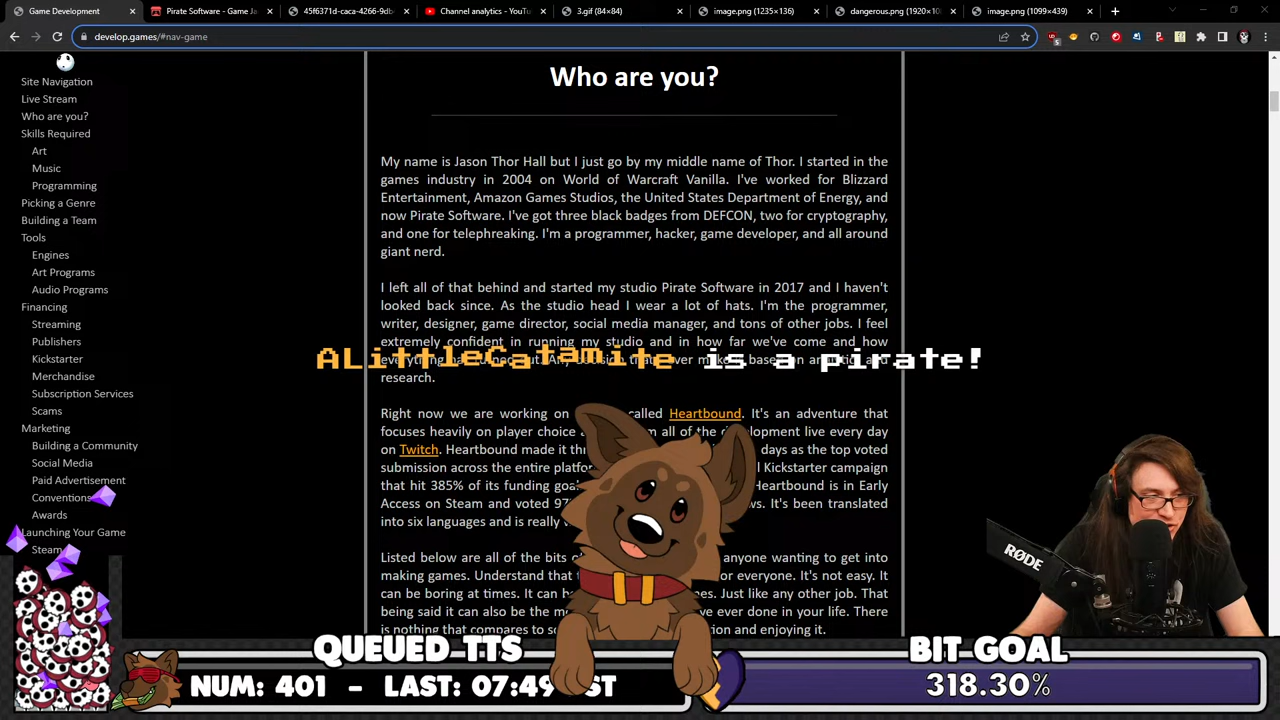 Game Development
Pirate Software - Game Ja
45f6371d-caca-4266-9db
Channel analytics - YouTu
3.gif (84×84)
image.png (1235×136)
dangerous.png (1920×10
image.png (1099×439)
develop.games/#nav-game
Site Navigation
Live Stream
Who are you?
Skills Required
Art
Music
Programming
Picking a Genre
Building a Team
Tools
Engines
Art Programs
Audio Programs
Financing
Streaming
Publishers
Kickstarter
Merchandise
Subscription Services
Scams
Marketing
Building a Community
Social Media
Paid Advertisement
Conventions
Awards
Launching Your Game
Steam
Who are you?
My name is Jason Thor Hall but I just go by my middle name of Thor. I started in the
games industry in 2004 on World of Warcraft Vanilla. I've worked for Blizzard
Entertainment, Amazon Games Studios, the United States Department of Energy, and
now Pirate Software. I've got three black badges from DEFCON, two for cryptography,
and one for telephreaking. I'm a programmer, hacker, game developer, and all around
giant nerd.
I left all of that behind and started my studio Pirate Software in 2017 and I haven't
looked back since. As the studio head I wear a lot of hats. I'm the programmer,
writer, designer, game director, social media manager, and tons of other jobs. I feel
extremely confident in running my studio and in how far we've come and how
research.
ALittleCatamite is a pirate!
Right now we are working on called Heartbound. It's an adventure that
focuses heavily on player choice all of the development live every day
on Twitch. Heartbound made it days as the top voted
submission across the entire Kickstarter campaign
that hit 385% of its funding Heartbound is in Early
Access on Steam and voted It's been translated
into six languages and is really
Listed below are all of the bits anyone wanting to get into
making games. Understand that or everyone. It's not easy. It
can be boring at times. It can Just like any other job. That
being said it can also be the ever done in your life. There
is nothing that compares to and enjoying it.
RØDE
QUEUED TTS
NUM: 401 - LAST: 07:49 ST
BIT GOAL
318.30%